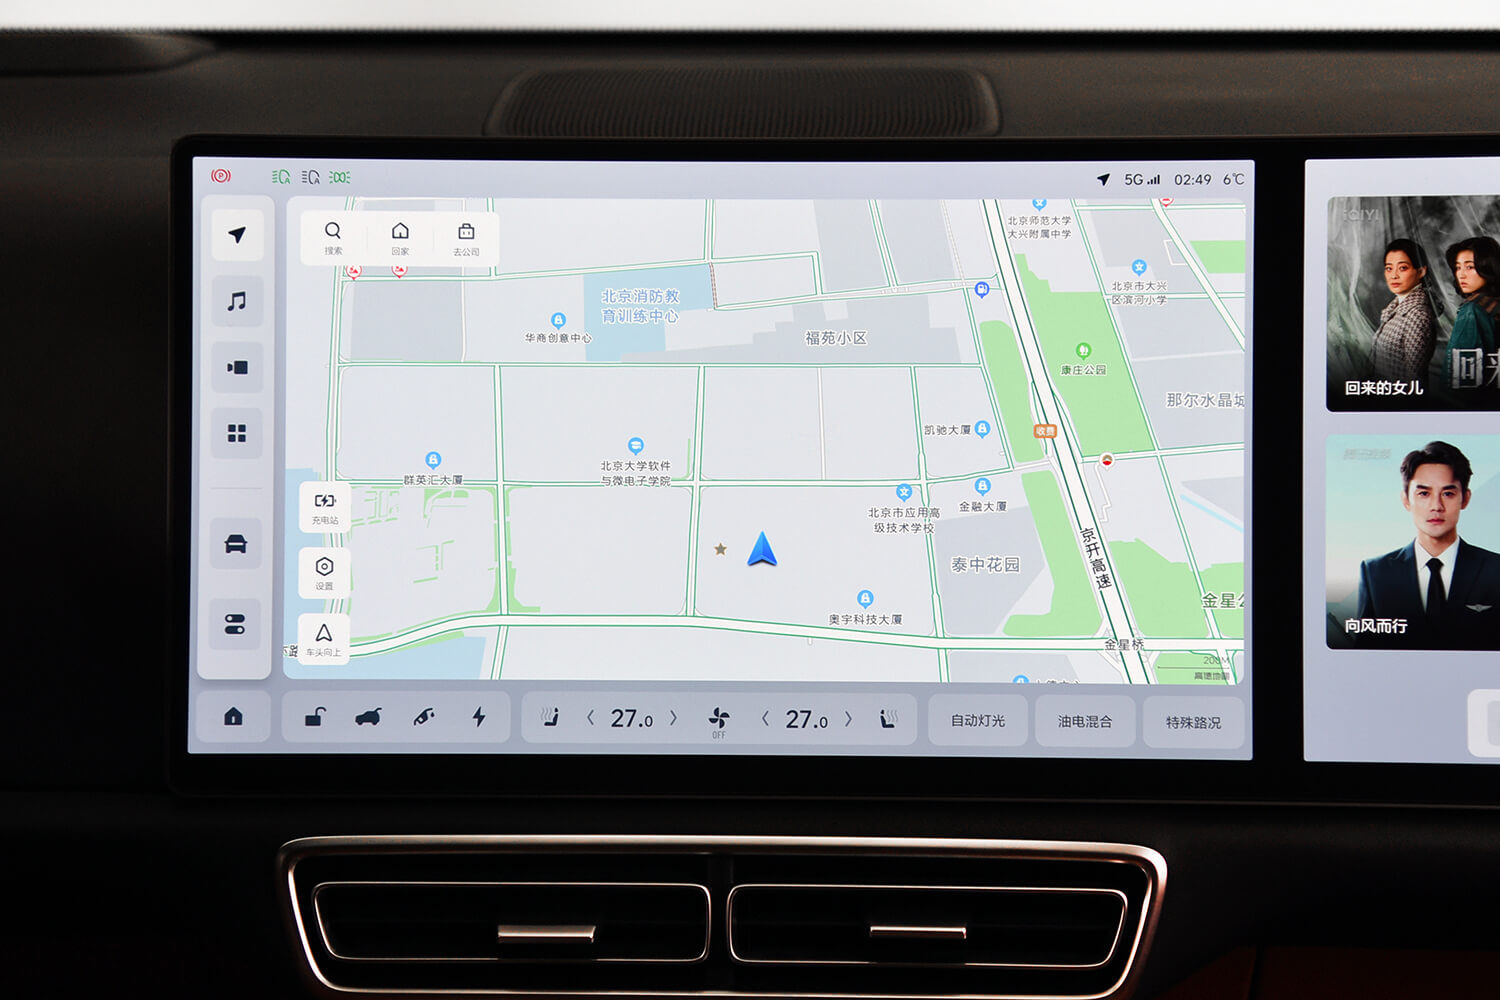 5G 02:49 6℃
搜索 回家 去公司
北京师范大学
大兴附属中学
北京市大兴
区滨河小学
北京消防教
育训练中心
华商创意中心
福苑小区
康庄公园
那尔水晶城
凯驰大厦
收费
北京大学软件
与微电子学院
群英汇大厦
北京市应用高
级技术学校
金融大厦
充电站
京开高速
泰中花园
设置
奥宇科技大厦
车头向上
金星桥
200M
高德地图
27.0
OFF
27.0
自动灯光
油电混合
特殊路况
iQIYI
回来的女儿
回来
腾讯视频
向风而行